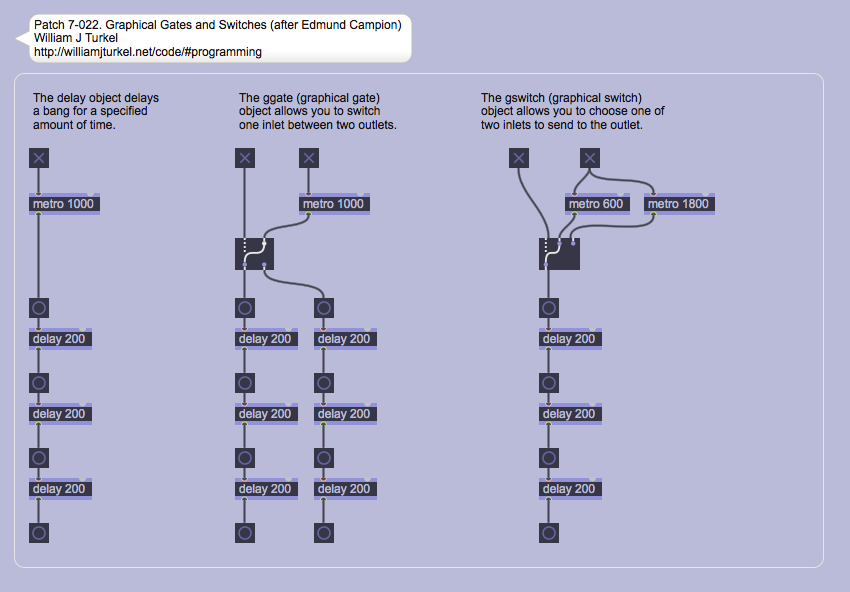 Patch 7-022. Graphical Gates and Switches (after Edmund Campion)
William J Turkel
http://williamjturkel.net/code/#programming
The delay object delays
a bang for a specified
amount of time.
metro 1000
delay 200
delay 200
delay 200
The ggate (graphical gate)
object allows you to switch
one inlet between two outlets.
metro 1000
delay 200
delay 200
delay 200
delay 200
delay 200
delay 200
The gswitch (graphical switch)
object allows you to choose one of
two inlets to send to the outlet.
metro 600
metro 1800
delay 200
delay 200
delay 200